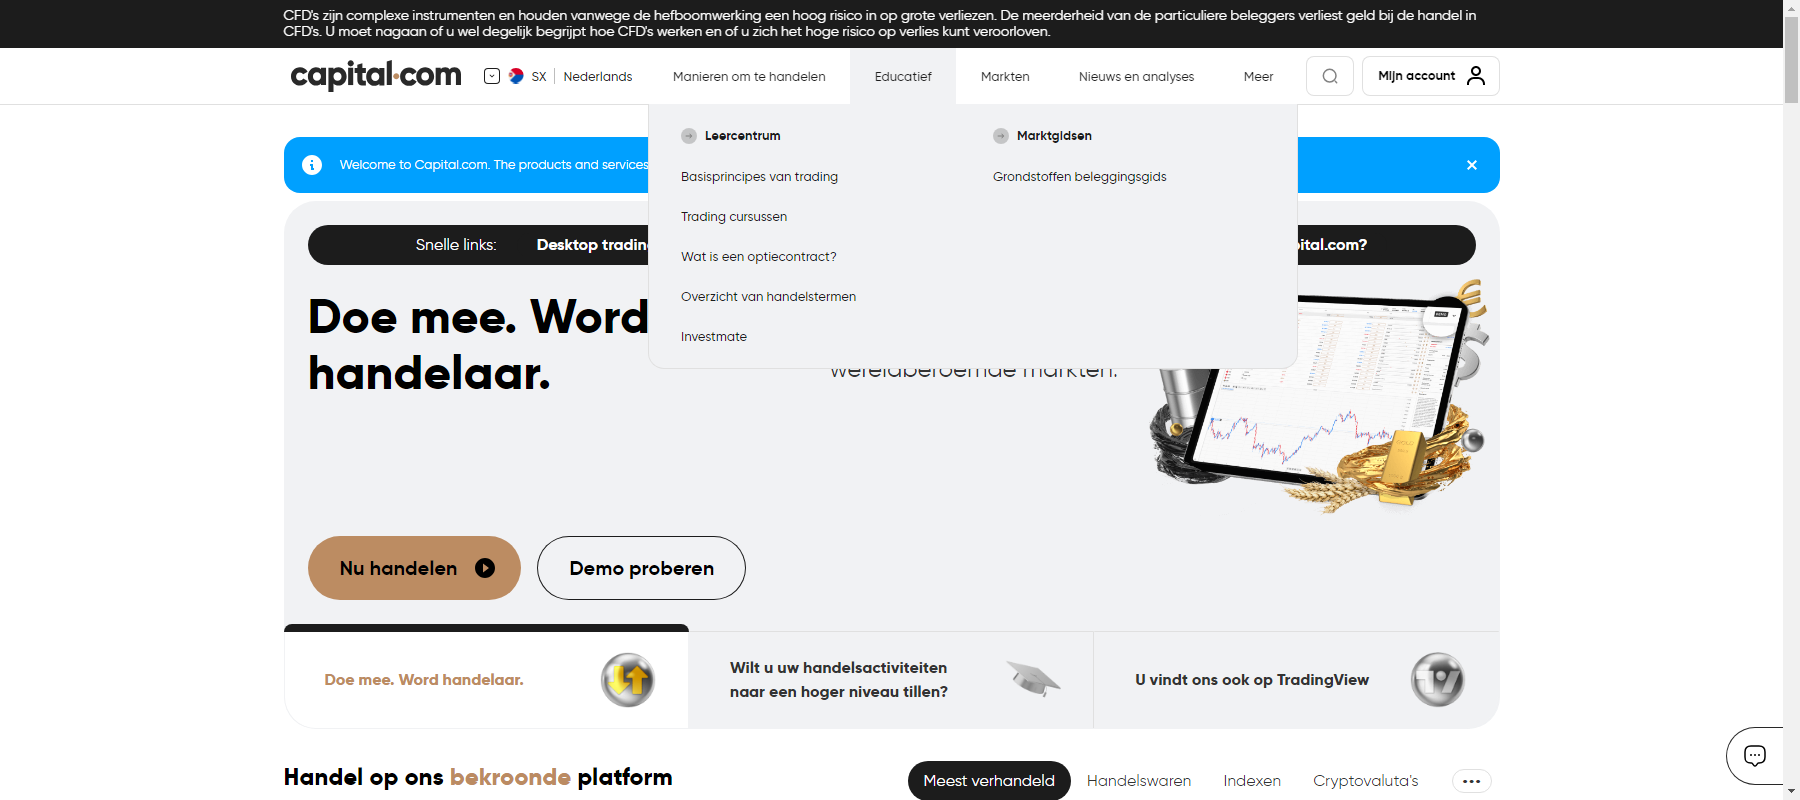 CFD's zijn complexe instrumenten en houden vanwege de hefboomwerking een hoog risico in op grote verliezen. De meerderheid van de particuliere beleggers verliest geld bij de handel in
CFD's. U moet nagaan of u wel degelijk begrijpt hoe CFD's werken en of u zich het hoge risico op verlies kunt veroorloven.
capital.com
SX
Nederlands
Manieren om te handelen
Educatief
Markten
Nieuws en analyses
Meer
Mijn account
Leercentrum
Basisprincipes van trading
Trading cursussen
Wat is een optiecontract?
Overzicht van handelstermen
Investmate
Marktgidsen
Grondstoffen beleggingsgids
Welcome to Capital.com. The products and services
Snelle links:
Desktop trading
Doe mee. Word
handelaar.
wereldberoemde markten.
Nu handelen
Demo proberen
Doe mee. Word handelaar.
Wilt u uw handelsactiviteiten
naar een hoger niveau tillen?
U vindt ons ook op TradingView
Handel op ons bekroonde platform
Meest verhandeld
Handelswaren
Indexen
Cryptovaluta's